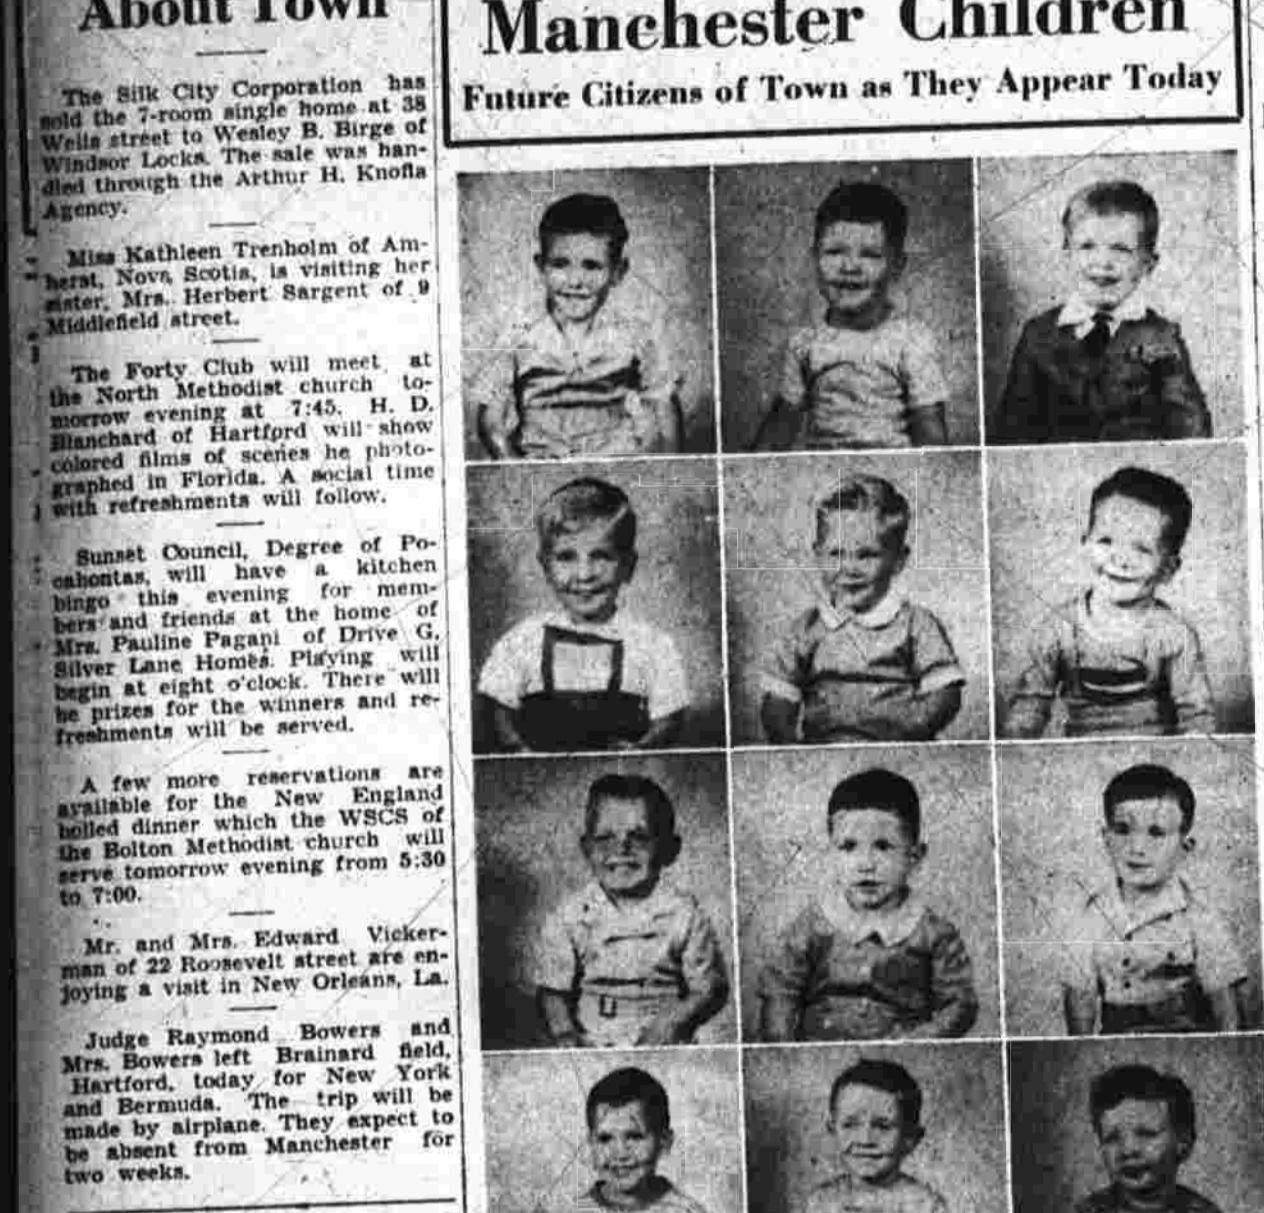 About Town
The Silk City Corporation has
sold the 7-room single home at 38
Wells street to Wesley B. Birge of
Windsor Locks. The sale was han-
dled through the Arthur H. Knofla
Agency.
Miss Kathleen Trenholm of Am-
herst, Nova Scotia, is visiting her
sister, Mrs. Herbert Sargent of 9
Middlefield street.
The Forty Club will meet at
the North Methodist church to-
morrow evening at 7:45. H. D.
Blanchard of Hartford will show
colored films of scenes he photo-
graphed in Florida. A social time
with refreshments will follow.
Sunset Council, Degree of Po-
cahontas, will have a kitchen
bingo this evening for mem-
bers and friends at the home of
Mrs. Pauline Pagani of Drive G,
Silver Lane Homes. Playing will
begin at eight o'clock. There will
be prizes for the winners and re-
freshments will be served.
A few more reservations are
available for the New England
boiled dinner which the WSCS of
the Bolton Methodist church will
serve tomorrow evening from 5:30
to 7:00.
Mr. and Mrs. Edward Vicker-
man of 22 Roosevelt street are en-
joying a visit in New Orleans, La.
Judge Raymond Bowers and
Mrs. Bowers left Brainard field,
Hartford, today for New York
and Bermuda. The trip will be
made by airplane. They expect to
be absent from Manchester for
two weeks.
Manchester Children
Future Citizens of Town as They Appear Today